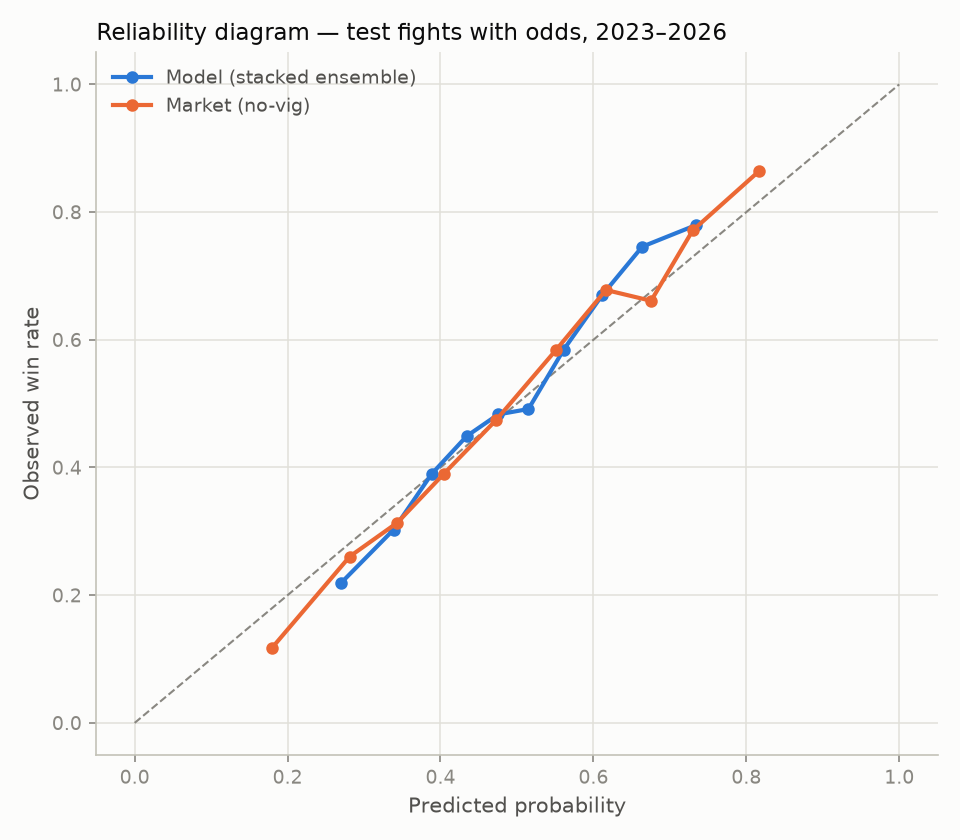 Reliability diagram — test fights with odds, 2023–2026
Model (stacked ensemble)
Market (no-vig)
1.0
0.8
0.6
0.4
0.2
0.0
Observed win rate
0.0 0.2 0.4 0.6 0.8 1.0
Predicted probability